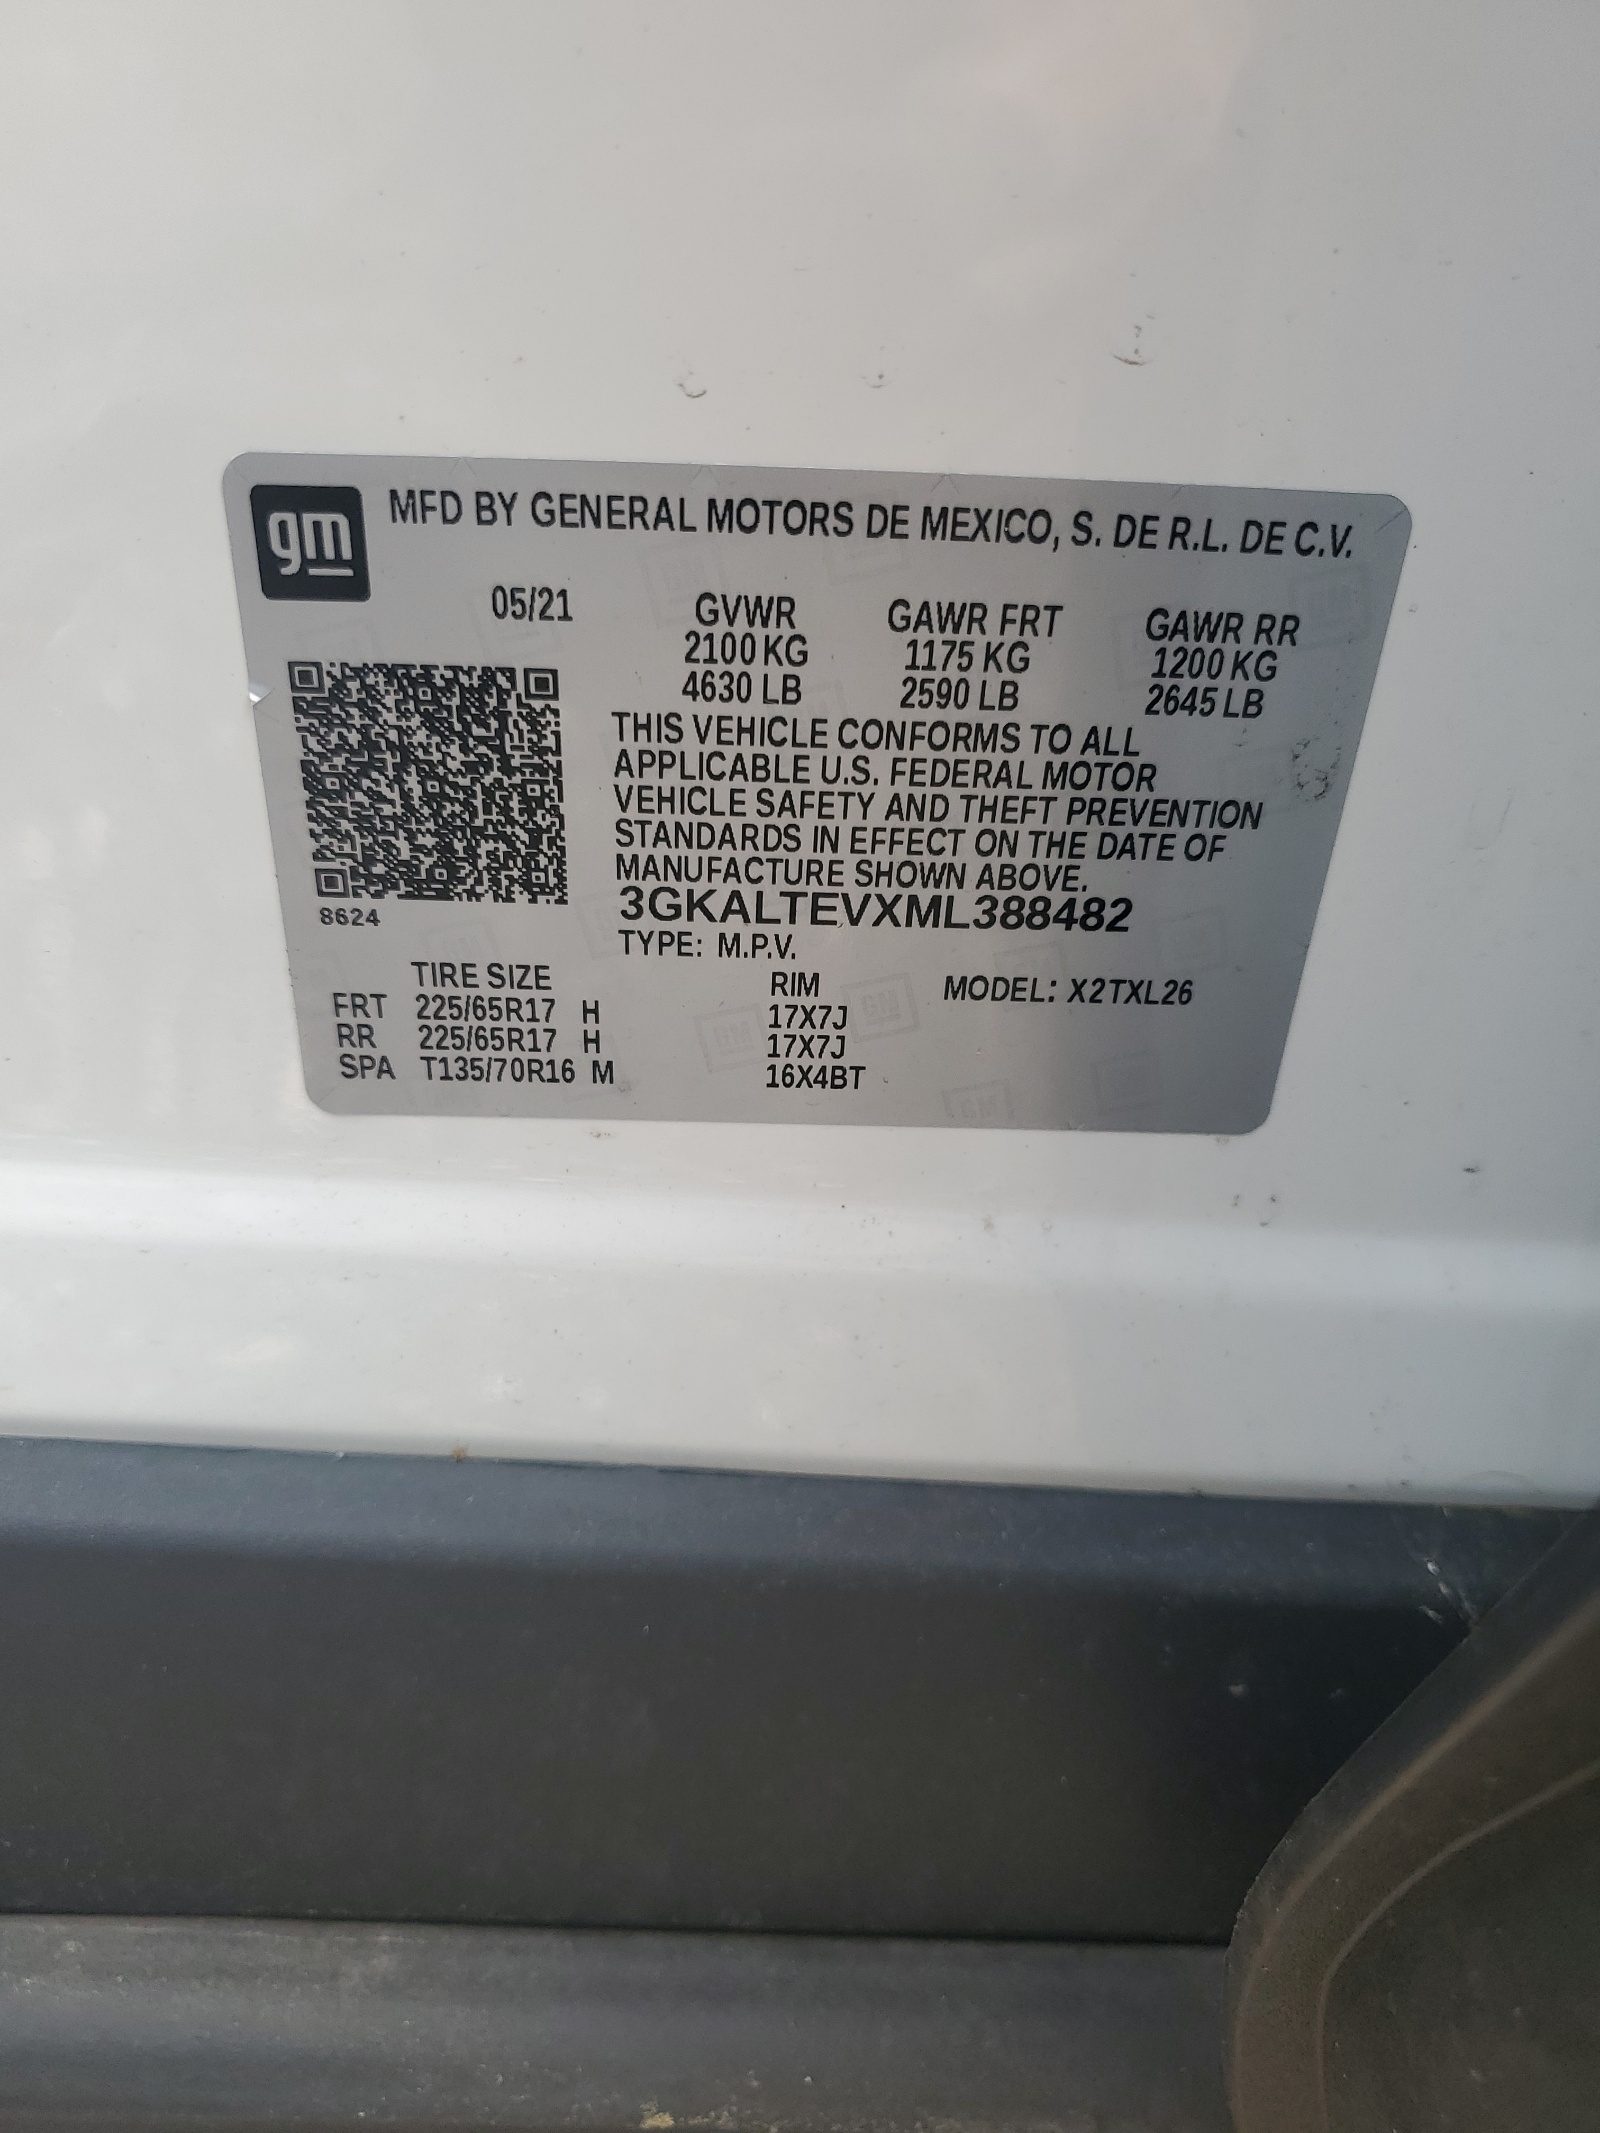 gm MFD BY GENERAL MOTORS DE MEXICO, S. DE R.L. DE C.V.
05/21 GVWR GAWR FRT GAWR RR
2100 KG 1175 KG 1200 KG
4630 LB 2590 LB 2645 LB
THIS VEHICLE CONFORMS TO ALL
APPLICABLE U.S. FEDERAL MOTOR
VEHICLE SAFETY AND THEFT PREVENTION
STANDARDS IN EFFECT ON THE DATE OF
MANUFACTURE SHOWN ABOVE.
8624 3GKALTEVXML388482
TYPE: M.P.V.
TIRE SIZE RIM MODEL: X2TXL26
FRT 225/65R17 H 17X7J
RR 225/65R17 H 17X7J
SPA T135/70R16 M 16X4BT